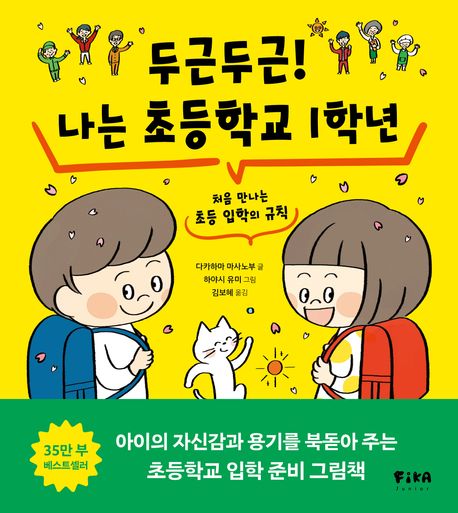 두근두근!
나는 초등학교 1학년
처음 만나는
초등 입학의 규칙
다카하마 마사노부 글
하야시 유미 그림
김보혜 옮김
35만 부
베스트셀러
아이의 자신감과 용기를 북돋아 주는
초등학교 입학 준비 그림책
FIKA
Junior